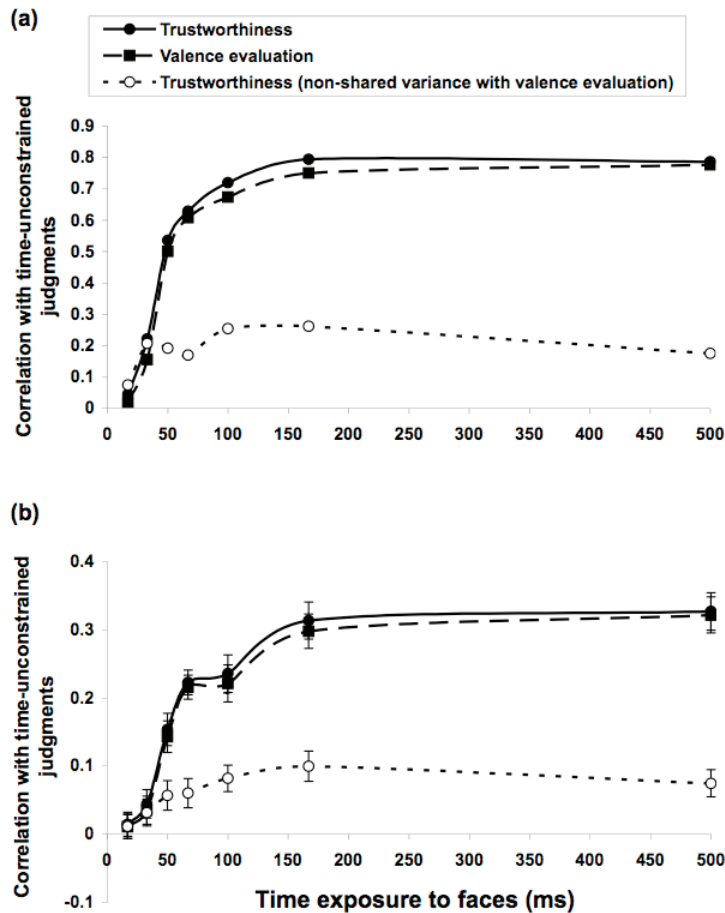 (a)
Trustworthiness
Valence evaluation
Trustworthiness (non-shared variance with valence evaluation)
Correlation with time-unconstrained
judgments
0.9
0.8
0.7
0.6
0.5
0.4
0.3
0.2
0.1
0
0 50 100 150 200 250 300 350 400 450 500
(b)
Correlation with time-unconstrained
judgments
0.4
0.3
0.2
0.1
0
-0.1
0 50 100 150 200 250 300 350 400 450 500
Time exposure to faces (ms)